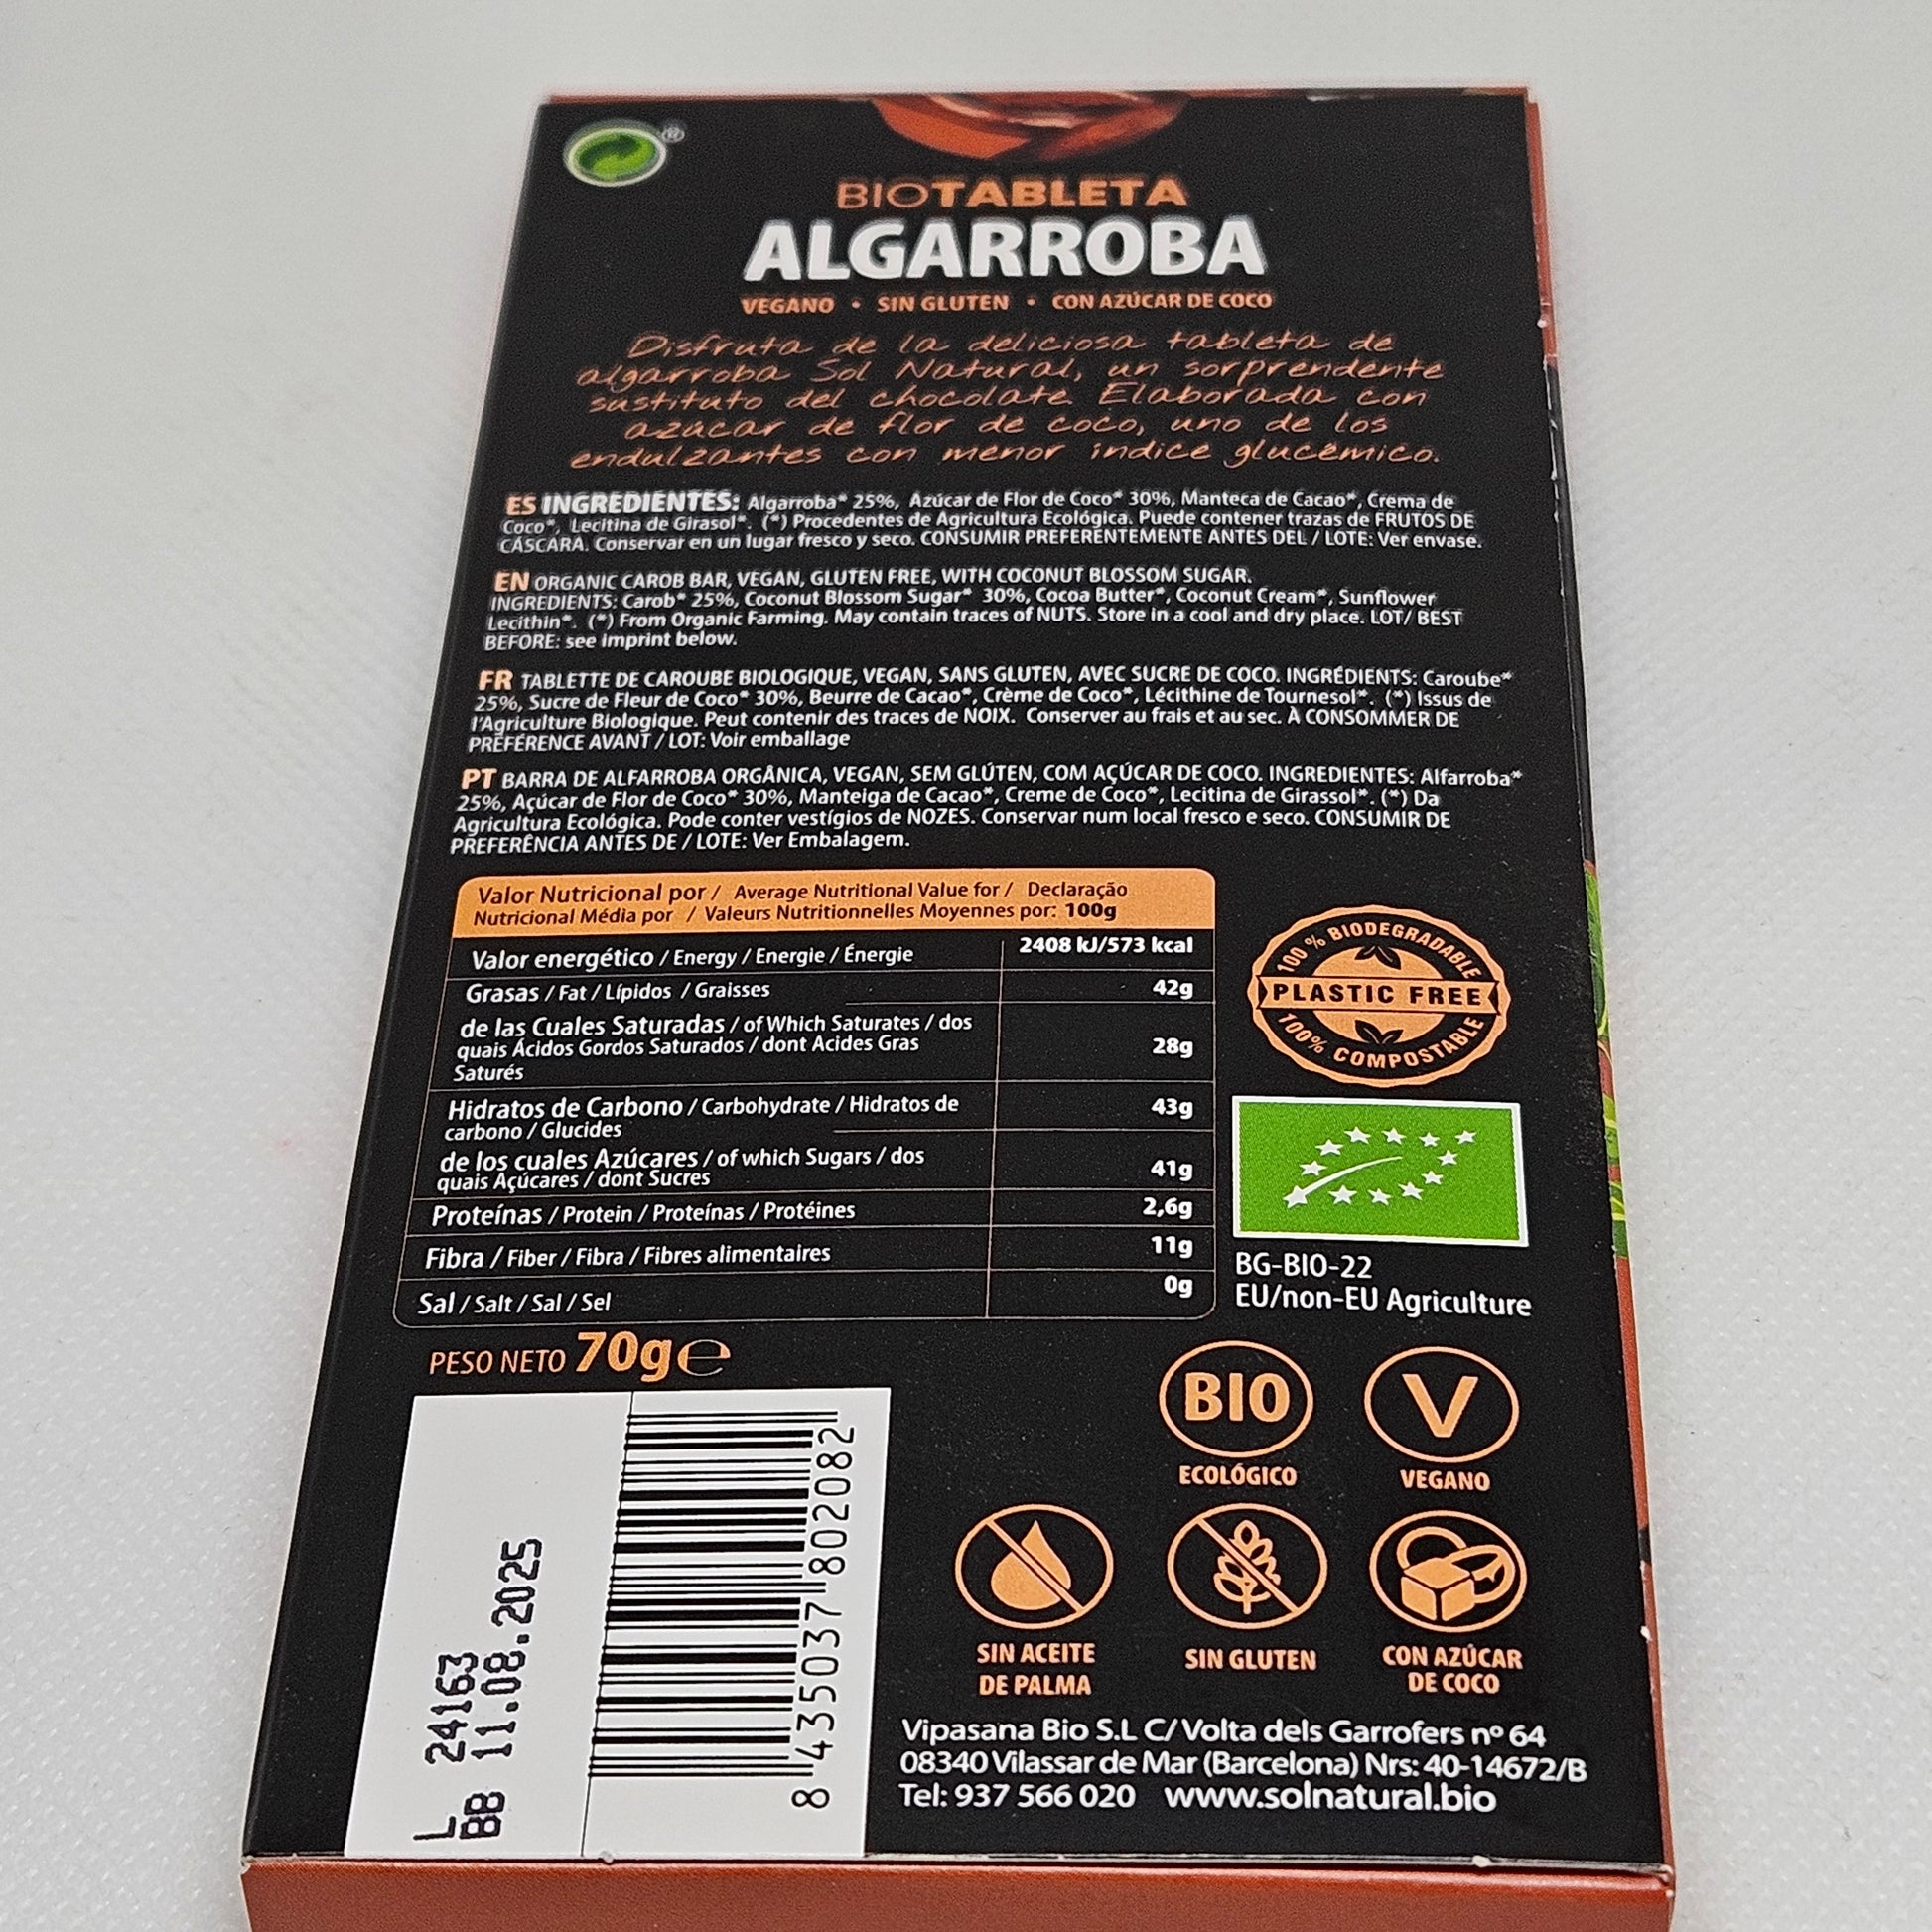 ®
BIOTABLETA
ALGARROBA
VEGANO • SIN GLUTEN • CON AZÚCAR DE COCO
Disfruta de la deliciosa tableta de
algarroba Sol Natural, un sorprendente
sustituto del chocolate. Elaborada con
azúcar de flor de coco, uno de los
endulzantes con menor índice glucémico.
ES INGREDIENTES: Algarroba* 25%, Azúcar de Flor de Coco* 30%, Manteca de Cacao*, Crema de
Coco*, Lecitina de Girasol*. (*) Procedentes de Agricultura Ecológica. Puede contener trazas de FRUTOS DE
CÁSCARA. Conservar en un lugar fresco y seco. CONSUMIR PREFERENTEMENTE ANTES DEL / LOTE: Ver envase.
EN ORGANIC CAROB BAR, VEGAN, GLUTEN FREE, WITH COCONUT BLOSSOM SUGAR.
INGREDIENTS: Carob* 25%, Coconut Blossom Sugar* 30%, Cocoa Butter*, Coconut Cream*, Sunflower
Lecithin*. (*) From Organic Farming. May contain traces of NUTS. Store in a cool and dry place. LOT/ BEST
BEFORE: see imprint below.
FR TABLETTE DE CAROUBE BIOLOGIQUE, VEGAN, SANS GLUTEN, AVEC SUCRE DE COCO. INGRÉDIENTS: Caroube*
25%, Sucre de Fleur de Coco* 30%, Beurre de Cacao*, Crème de Coco*, Lécithine de Tournesol*. (*) Issus de
l'Agriculture Biologique. Peut contenir des traces de NOIX. Conserver au frais et au sec. À CONSOMMER DE
PRÉFÉRENCE AVANT / LOT: Voir emballage
PT BARRA DE ALFARROBA ORGÂNICA, VEGAN, SEM GLÚTEN, COM AÇÚCAR DE COCO. INGREDIENTES: Alfarroba*
25%, Açúcar de Flor de Coco* 30%, Manteiga de Cacao*, Creme de Coco*, Lecitina de Girassol*. (*) Da
Agricultura Ecológica. Pode conter vestígios de NOZES. Conservar num local fresco e seco. CONSUMIR DE
PREFERÊNCIA ANTES DE / LOTE: Ver Embalagem.
Valor Nutricional por / Average Nutritional Value for / Declaração
Nutricional Média por / Valeurs Nutritionnelles Moyennes por: 100g
Valor energético / Energy / Energie / Énergie 2408 kJ/573 kcal
Grasas / Fat / Lípidos / Graisses 42g
de las Cuales Saturadas / of Which Saturates / dos
quais Ácidos Gordos Saturados / dont Acides Gras 28g
Saturés
Hidratos de Carbono / Carbohydrate / Hidratos de 43g
carbono / Glucides
de los cuales Azúcares / of which Sugars / dos 41g
quais Açúcares / dont Sucres
Proteínas / Protein / Proteínas / Protéines 2,6g
Fibra / Fiber / Fibra / Fibres alimentaires 11g
Sal / Salt / Sal / Sel 0g
100 % BIODEGRADABLE
PLASTIC FREE
100% COMPOSTABLE
BG-BIO-22
EU/non-EU Agriculture
PESO NETO 70g℮
L 24163
BB 11.08.2025
8 435037 802082
BIO
ECOLÓGICO
V
VEGANO
SIN ACEITE
DE PALMA
SIN GLUTEN
CON AZÚCAR
DE COCO
Vipasana Bio S.L C/ Volta dels Garrofers nº 64
08340 Vilassar de Mar (Barcelona) Nrs: 40-14672/B
Tel: 937 566 020 www.solnatural.bio